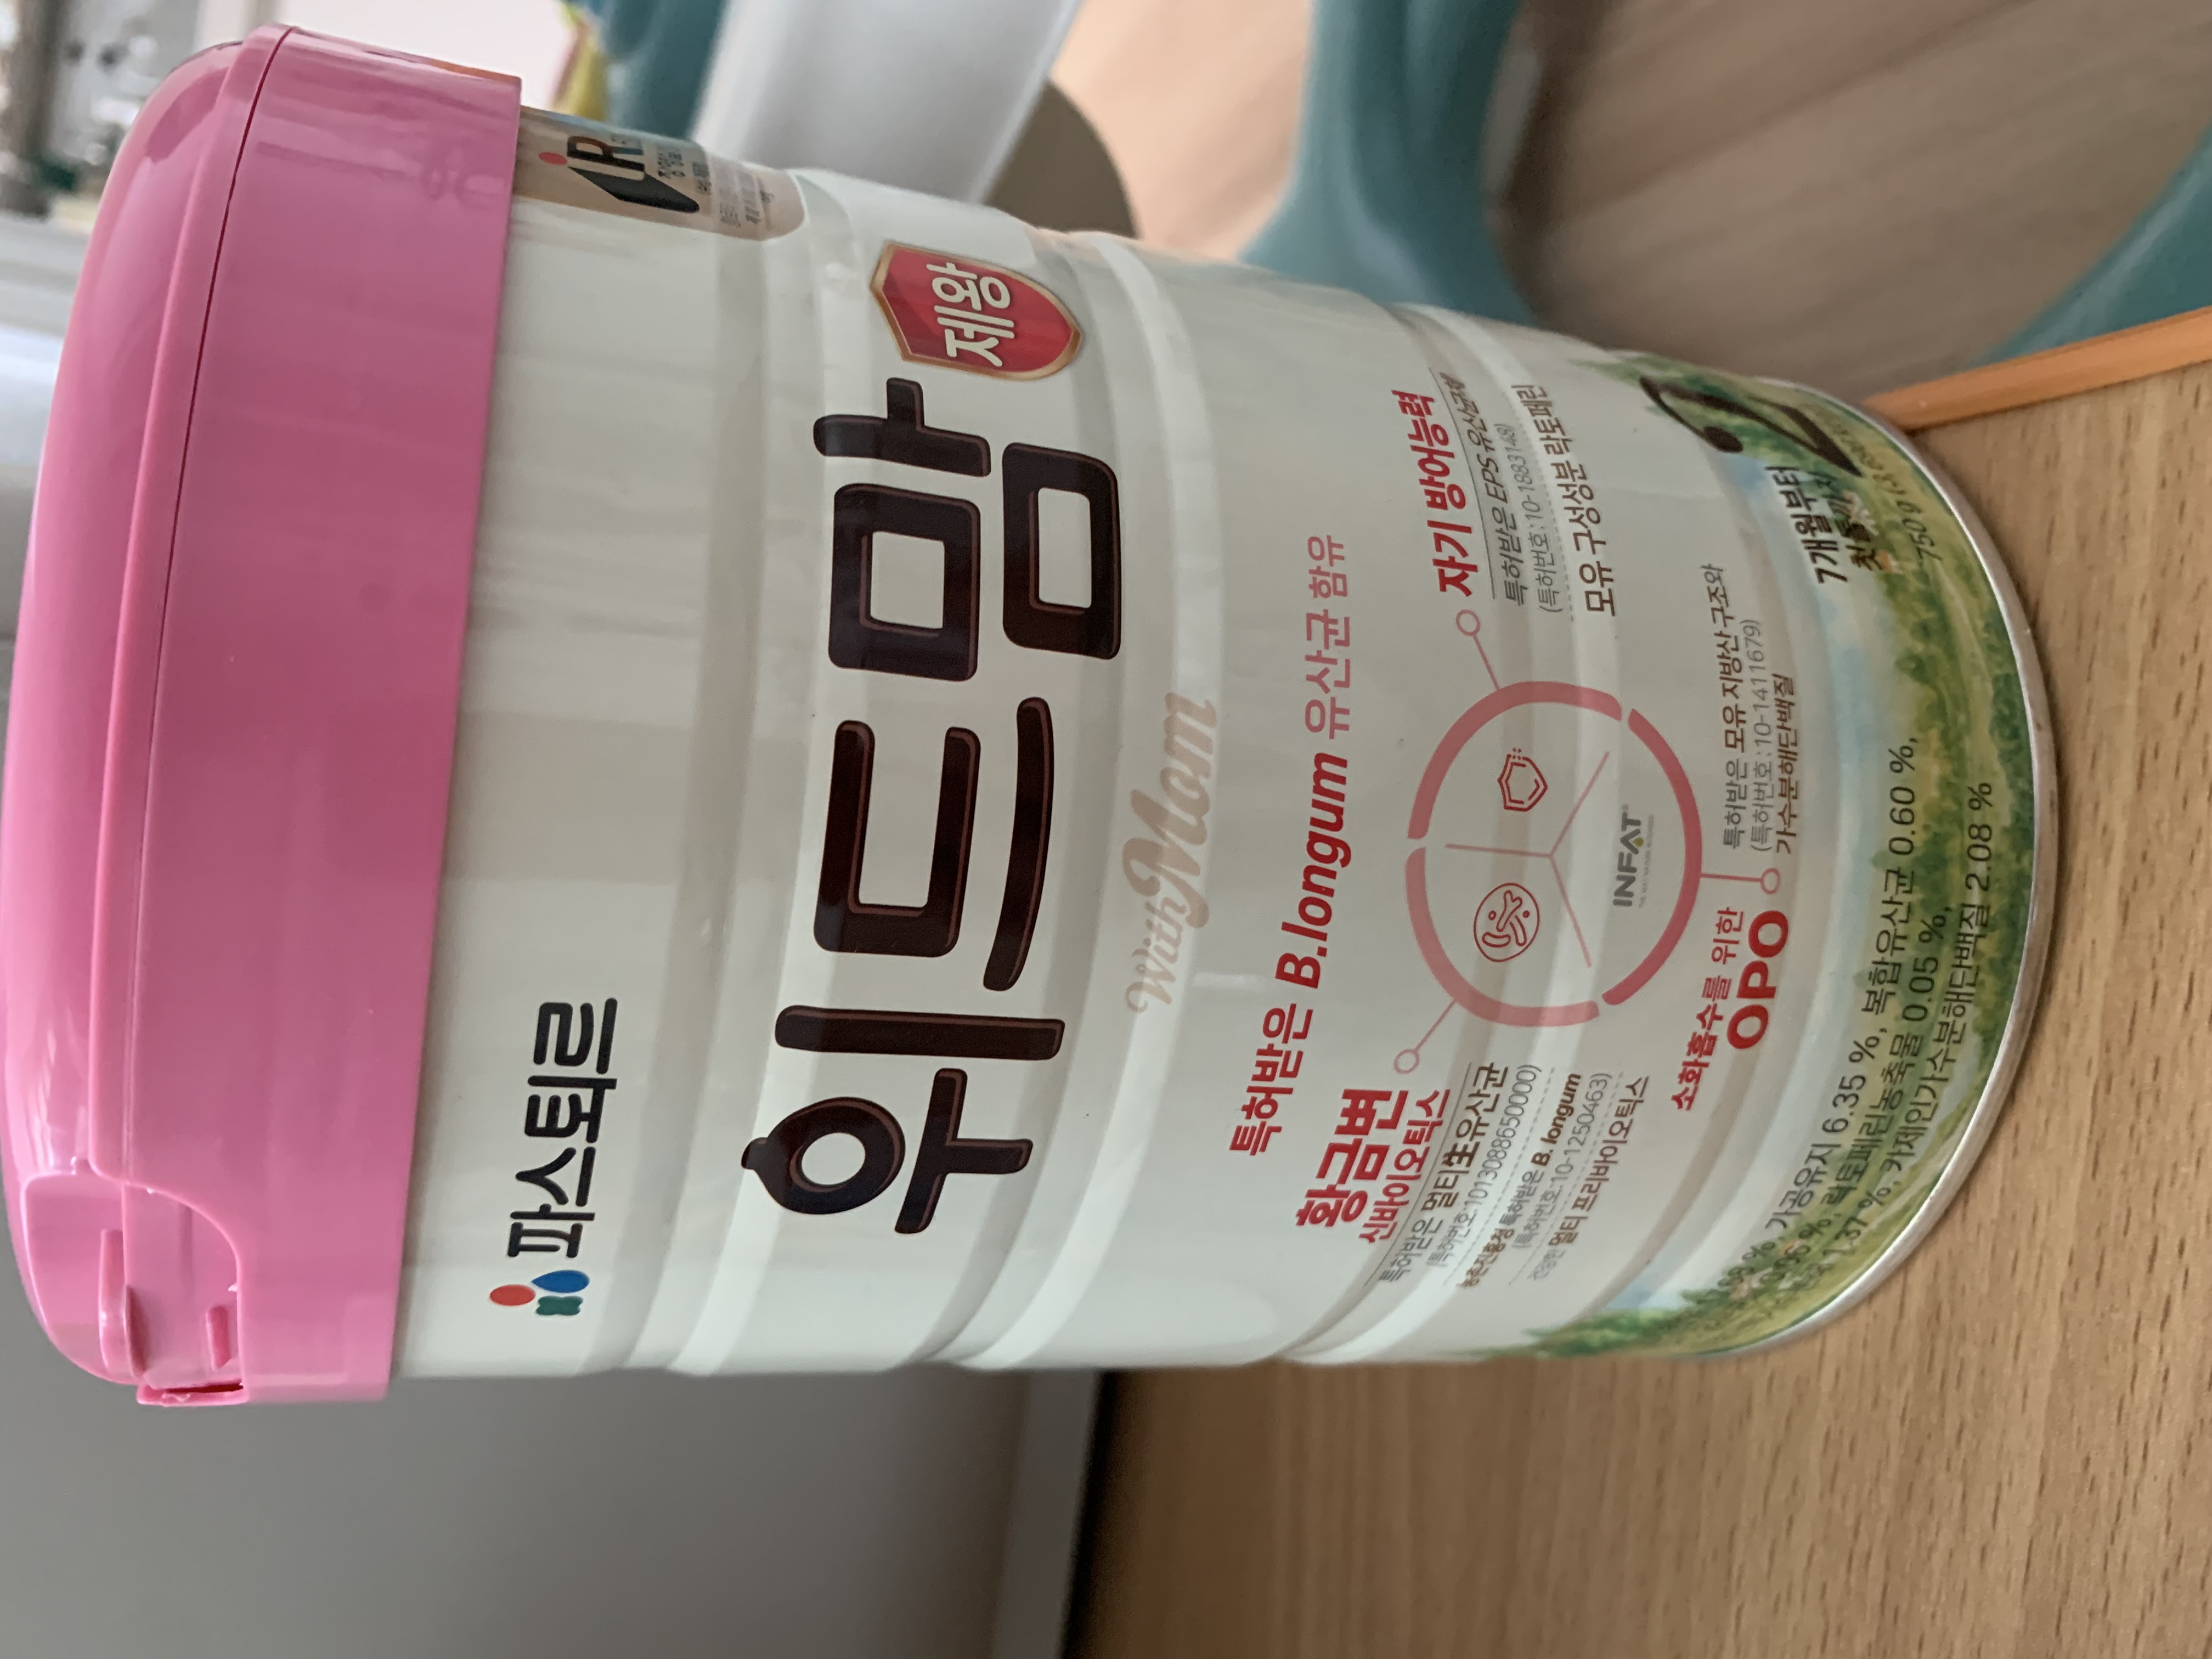 파스퇴르
위드맘
제왕
With Mom
특허받은 B.longum 유산균 함유
황금변
신바이오틱스
특허받은 멀티生유산균
(특허번호:1013088650000)
특허받은 B. longum
(특허번호:10-1250463)
멀티 프리바이오틱스
자기 방어능력
특허받은 EPS 유산균체
(특허번호:10-1883148)
모유 구성성분 락토페린
INFAT
소화흡수를 위한
OPO
특허받은 모유 지방산 구조와
(특허번호:10-1411679)
가수분해단백질
2
7개월부터
750 g
가공유지 6.35 %, 복합유산균 0.60 %,
락토페린농축물 0.05 %,
1.37 %, 카제인가수분해단백질 2.08 %